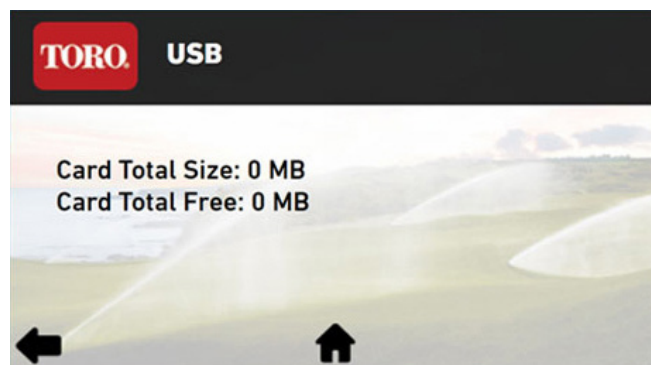 TORO.
USB
Card Total Size: 0 MB
Card Total Free: 0 MB